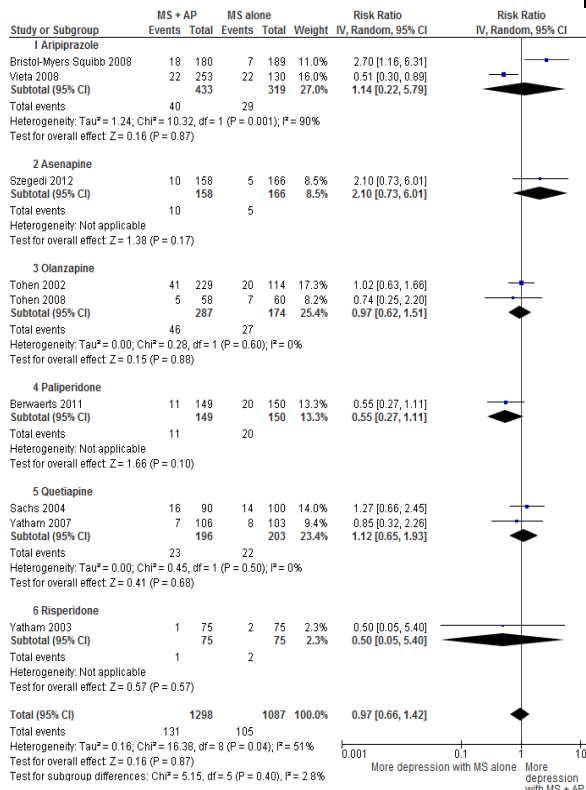 MS + AP MS alone Risk Ratio Risk Ratio
Study or Subgroup Events Total Events Total Weight IV, Random, 95% CI IV, Random, 95% CI
1 Aripiprazole
Bristol-Myers Squibb 2008 18 180 7 189 11.0% 2.70 [1.16, 6.31]
Vieta 2008 22 253 22 130 16.0% 0.51 [0.30, 0.89]
Subtotal (95% CI) 433 319 27.0% 1.14 [0.22, 5.79]
Total events 40 29
Heterogeneity: Tau² = 1.24; Chi² = 10.32, df = 1 (P = 0.001); I² = 90%
Test for overall effect: Z = 0.16 (P = 0.87)
2 Asenapine
Szegedi 2012 10 158 5 166 8.5% 2.10 [0.73, 6.01]
Subtotal (95% CI) 158 166 8.5% 2.10 [0.73, 6.01]
Total events 10 5
Heterogeneity: Not applicable
Test for overall effect: Z = 1.38 (P = 0.17)
3 Olanzapine
Tohen 2002 41 229 20 114 17.3% 1.02 [0.63, 1.66]
Tohen 2008 5 58 7 60 8.2% 0.74 [0.25, 2.20]
Subtotal (95% CI) 287 174 25.4% 0.97 [0.62, 1.51]
Total events 46 27
Heterogeneity: Tau² = 0.00; Chi² = 0.28, df = 1 (P = 0.60); I² = 0%
Test for overall effect: Z = 0.15 (P = 0.88)
4 Paliperidone
Berwaerts 2011 11 149 20 150 13.3% 0.55 [0.27, 1.11]
Subtotal (95% CI) 149 150 13.3% 0.55 [0.27, 1.11]
Total events 11 20
Heterogeneity: Not applicable
Test for overall effect: Z = 1.66 (P = 0.10)
5 Quetiapine
Sachs 2004 16 90 14 100 14.0% 1.27 [0.66, 2.45]
Yatham 2007 7 106 8 103 9.4% 0.85 [0.32, 2.26]
Subtotal (95% CI) 196 203 23.4% 1.12 [0.65, 1.93]
Total events 23 22
Heterogeneity: Tau² = 0.00; Chi² = 0.45, df = 1 (P = 0.50); I² = 0%
Test for overall effect: Z = 0.41 (P = 0.68)
6 Risperidone
Yatham 2003 1 75 2 75 2.3% 0.50 [0.05, 5.40]
Subtotal (95% CI) 75 75 2.3% 0.50 [0.05, 5.40]
Total events 1 2
Heterogeneity: Not applicable
Test for overall effect: Z = 0.57 (P = 0.57)
Total (95% CI) 1298 1087 100.0% 0.97 [0.66, 1.42]
Total events 131 105
Heterogeneity: Tau² = 0.16; Chi² = 16.38, df = 8 (P = 0.04); I² = 51%
Test for overall effect: Z = 0.16 (P = 0.87)
Test for subgroup differences: Chi² = 5.15, df = 5 (P = 0.40), I² = 2.8%
0.001 0.1 1 10
More depression with MS alone
More
depression
with MS + AP